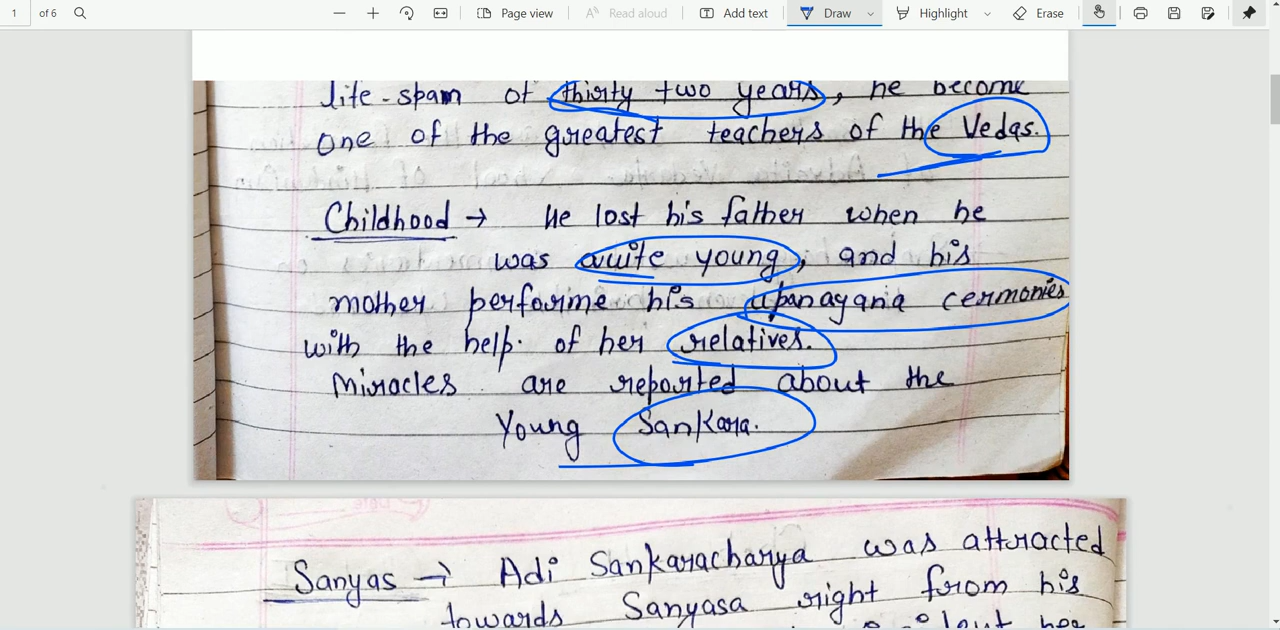 1 of 6 Page view Read aloud Add text Draw Highlight Erase
life-spam of thirty two years, he become
one of the greatest teachers of the Vedas.
Childhood → He lost his father when he
was quite young, and his
mother performe his upanayana cermonies
with the help. of her relatives.
Miracles are reported about the
Young Sankara.
Sanyas → Adi Sankaracharya was attracted
towards Sanyasa right from his